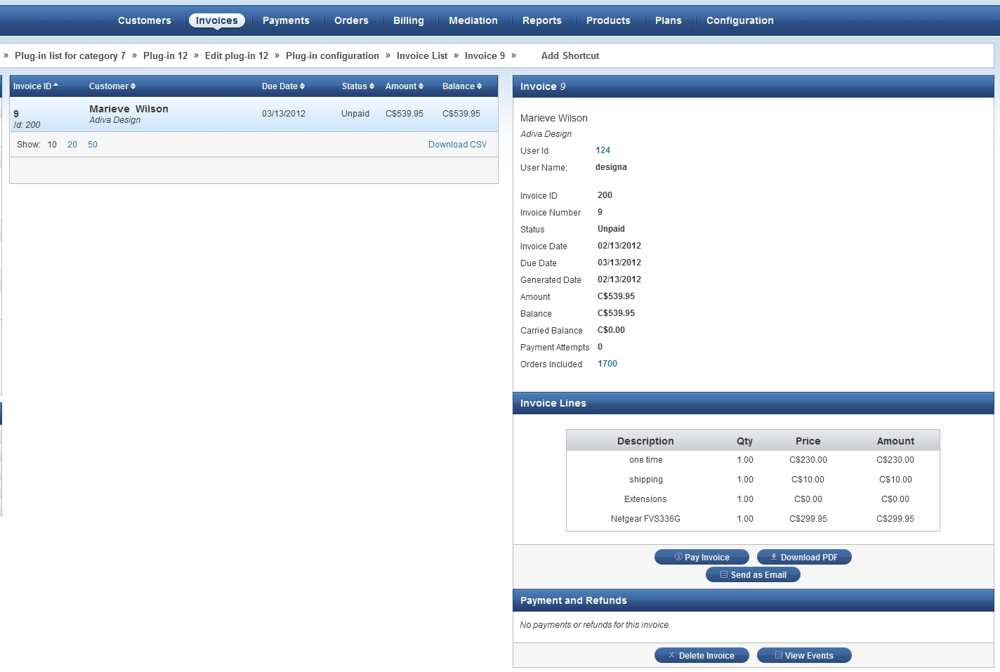 Customers Invoices Payments Orders Billing Mediation Reports Products Plans Configuration
» Plug-in list for category 7 » Plug-in 12 » Edit plug-in 12 » Plug-in configuration » Invoice List » Invoice 9 » Add Shortcut
Invoice ID Customer Due Date Status Amount Balance
9 Marieve Wilson 03/13/2012 Unpaid C$539.95 C$539.95
Id: 200 Adiva Design
Show: 10 20 50 Download CSV
Invoice 9
Marieve Wilson
Adiva Design
User Id 124
User Name: designa
Invoice ID 200
Invoice Number 9
Status Unpaid
Invoice Date 02/13/2012
Due Date 03/13/2012
Generated Date 02/13/2012
Amount C$539.95
Balance C$539.95
Carried Balance C$0.00
Payment Attempts 0
Orders Included 1700
Invoice Lines
Description Qty Price Amount
one time 1.00 C$230.00 C$230.00
shipping 1.00 C$10.00 C$10.00
Extensions 1.00 C$0.00 C$0.00
Netgear FVS336G 1.00 C$299.95 C$299.95
Pay Invoice Download PDF
Send as Email
Payment and Refunds
No payments or refunds for this invoice.
Delete Invoice View Events